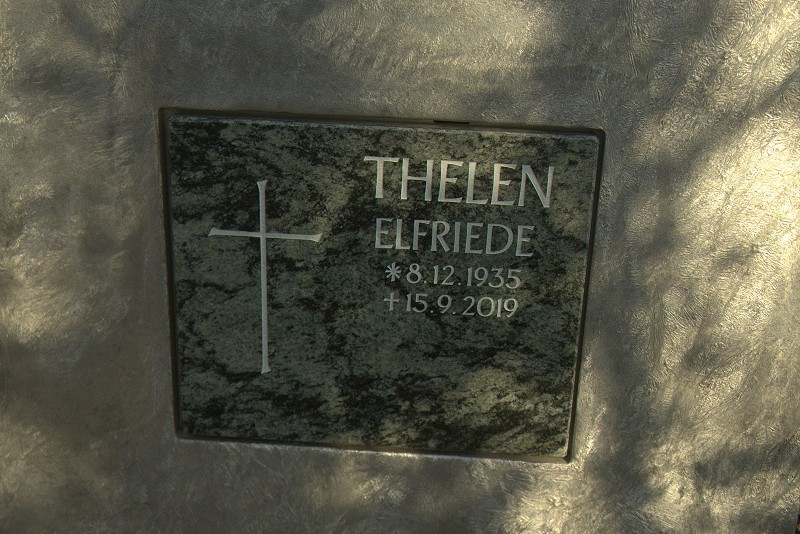 THELEN
ELFRIEDE
* 8.12.1935
+ 15.9.2019